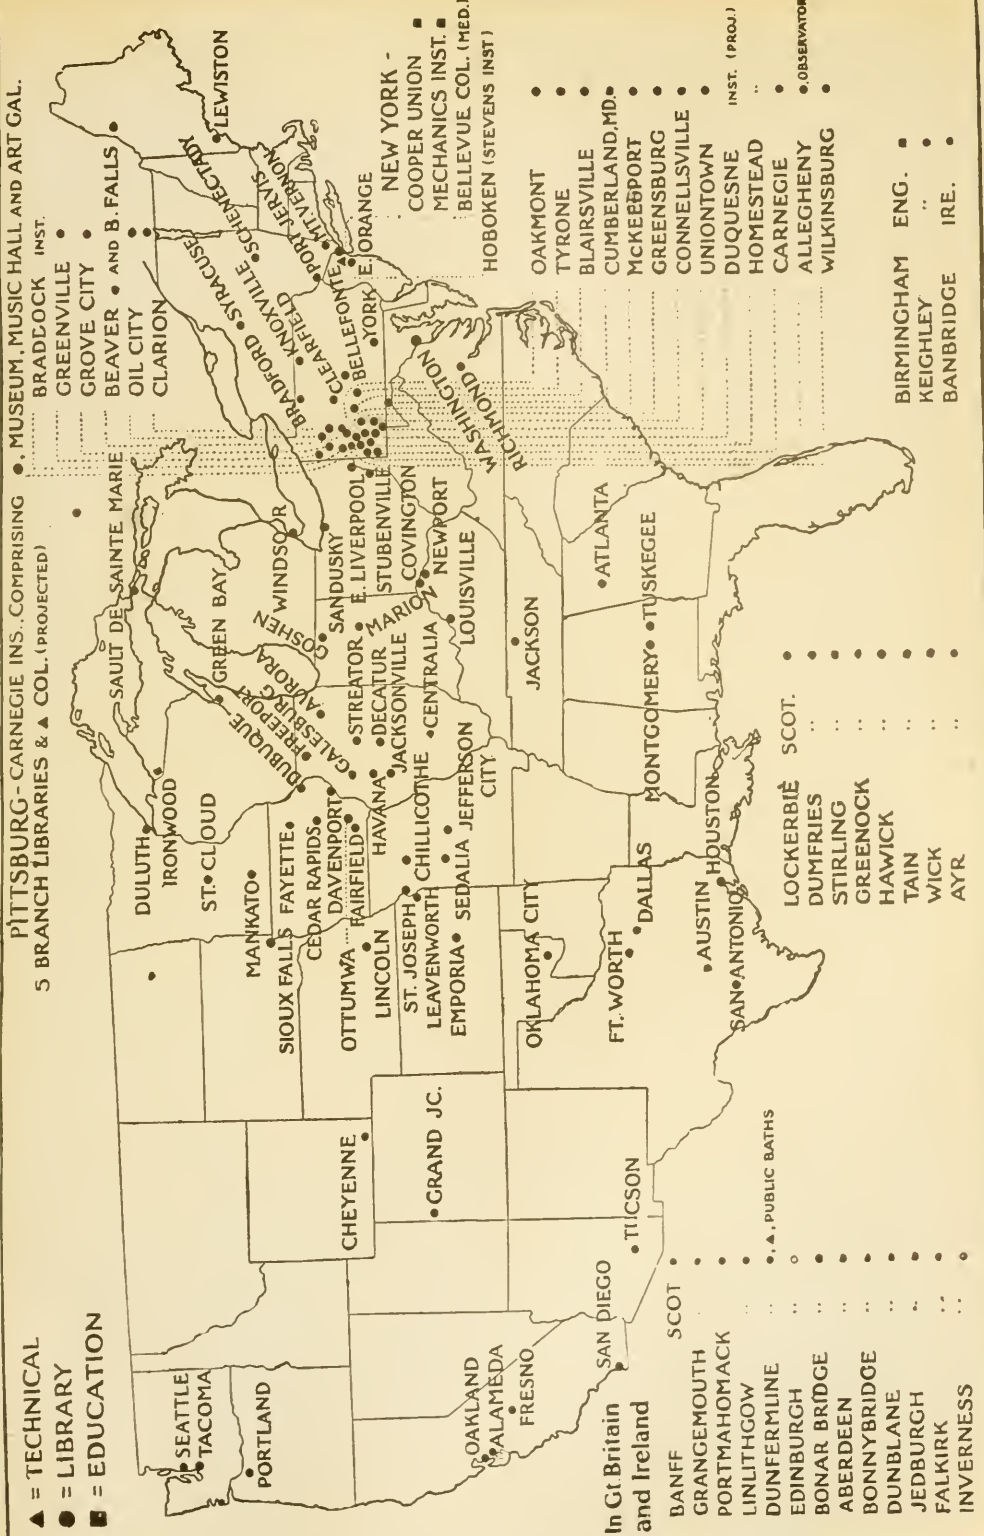 PITTSBURG - CARNEGIE INS., COMPRISING ●, MUSEUM, MUSIC HALL AND ART GAL.
5 BRANCH LIBRARIES & ▲ COL. (PROJECTED)
▲ = TECHNICAL
● = LIBRARY
■ = EDUCATION
BRADDOCK INST.
GREENVILLE ●
GROVE CITY ●
BEAVER ● AND B. FALLS ●
OIL CITY ●
CLARION ●
SEATTLE
TACOMA
PORTLAND
OAKLAND
ALAMEDA
FRESNO
SAN DIEGO
TUCSON
CHEYENNE
GRAND JC.
DULUTH
IRONWOOD
ST. CLOUD
MANKATO
SIOUX FALLS
FAYETTE
CEDAR RAPIDS
DAVENPORT
FAIRFIELD
OTTUMWA
LINCOLN
ST. JOSEPH
LEAVENWORTH
EMPORIA
CHILLICOTHE
SEDALIA
JEFFERSON
CITY
OKLAHOMA CITY
FT. WORTH
DALLAS
AUSTIN
HOUSTON
SAN ANTONIO
SAULT DE SAINTE MARIE
GREEN BAY
DUBUQUE
FREEPORT
GALESBURG
AURORA
GALESBURG
HAVANA
STREATOR
DECATUR
JACKSONVILLE
CENTRALIA
GOSHEN
WINDSOR
SANDUSKY
MARION
E. LIVERPOOL
STUBENVILLE
COVINGTON
NEWPORT
LOUISVILLE
JACKSON
ATLANTA
TUSKEGEE
MONTGOMERY
WASHINGTON
RICHMOND
BRADFORD
KNOXVILLE
CLEARFIELD
BELLEFONTE
YORK
SYRACUSE
SCHENECTADY
PORT JERVIS
MT. VERNON
E. ORANGE
LEWISTON
NEW YORK -
COOPER UNION ■
MECHANICS INST. ■
BELLEVUE COL. (MED.)
HOBOKEN (STEVENS INST)
OAKMONT ●
TYRONE ●
BLAIRSVILLE ●
CUMBERLAND, MD. ●
McKEESPORT ●
GREENSBURG ●
CONNELLSVILLE ●
UNIONTOWN ●
DUQUESNE INST. (PROJ.)
HOMESTEAD "
CARNEGIE ●
ALLEGHENY ●, OBSERVATOR
WILKINSBURG ●
In Gt. Britain
and Ireland
BANFF SCOT ●
GRANGEMOUTH " ●
PORTMAHOMACK " ●
LINLITHGOW " ●
DUNFERMLINE " ●, ▲, PUBLIC BATHS
EDINBURGH " ○
BONAR BRIDGE " ●
ABERDEEN " ●
BONNYBRIDGE " ●
DUNBLANE " ●
JEDBURGH " ●
FALKIRK " ●
INVERNESS " ●
LOCKERBIE SCOT. ●
DUMFRIES " ●
STIRLING " ●
GREENOCK " ●
HAWICK " ●
TAIN " ●
WICK " ●
AYR " ●
BIRMINGHAM ENG. ■
KEIGHLEY " ●
BANBRIDGE IRE. ●